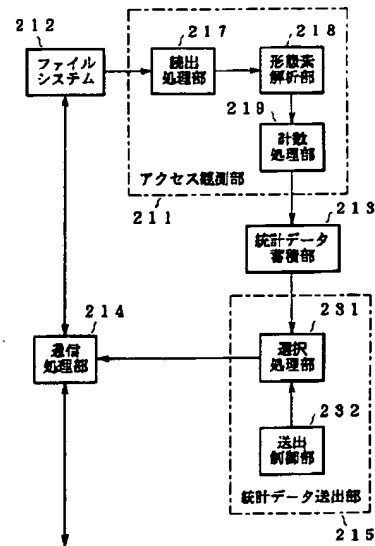 212
217
218
ファイル
システム
読出
処理部
形態素
解析部
219
計数
処理部
アクセス観測部
211
213
統計データ
蓄積部
214
231
通信
処理部
選択
処理部
232
送出
制御部
統計データ送出部
215